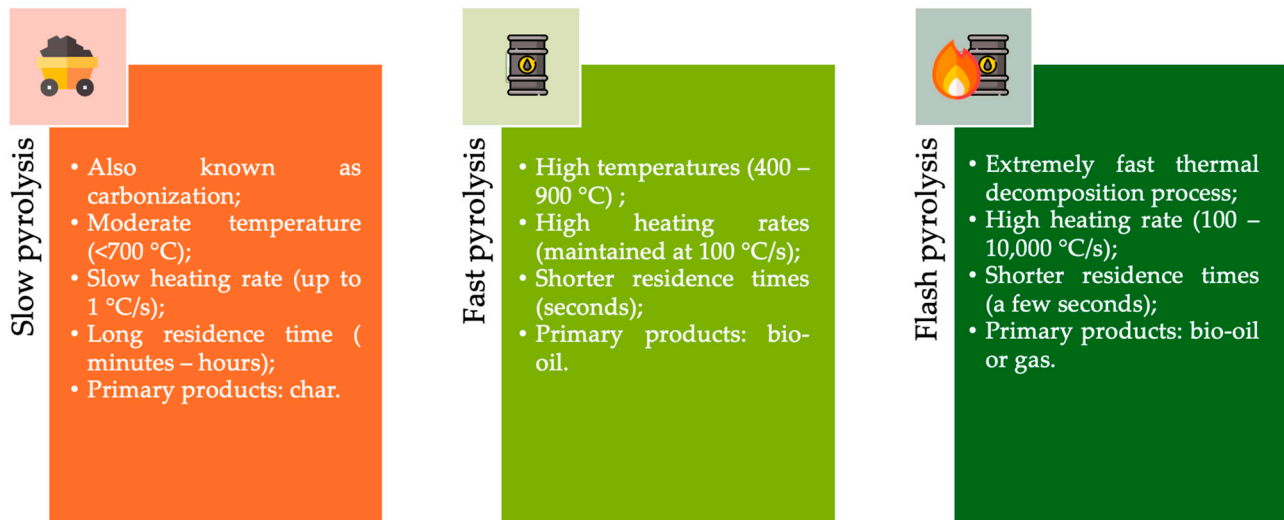 Slow pyrolysis
• Also known as
carbonization;
• Moderate temperature
(<700 °C);
• Slow heating rate (up to
1 °C/s);
• Long residence time (
minutes – hours);
• Primary products: char.
Fast pyrolysis
• High temperatures (400 –
900 °C) ;
• High heating rates
(maintained at 100 °C/s);
• Shorter residence times
(seconds);
• Primary products: bio-
oil.
Flash pyrolysis
• Extremely fast thermal
decomposition process;
• High heating rate (100 –
10,000 °C/s);
• Shorter residence times
(a few seconds);
• Primary products: bio-oil
or gas.